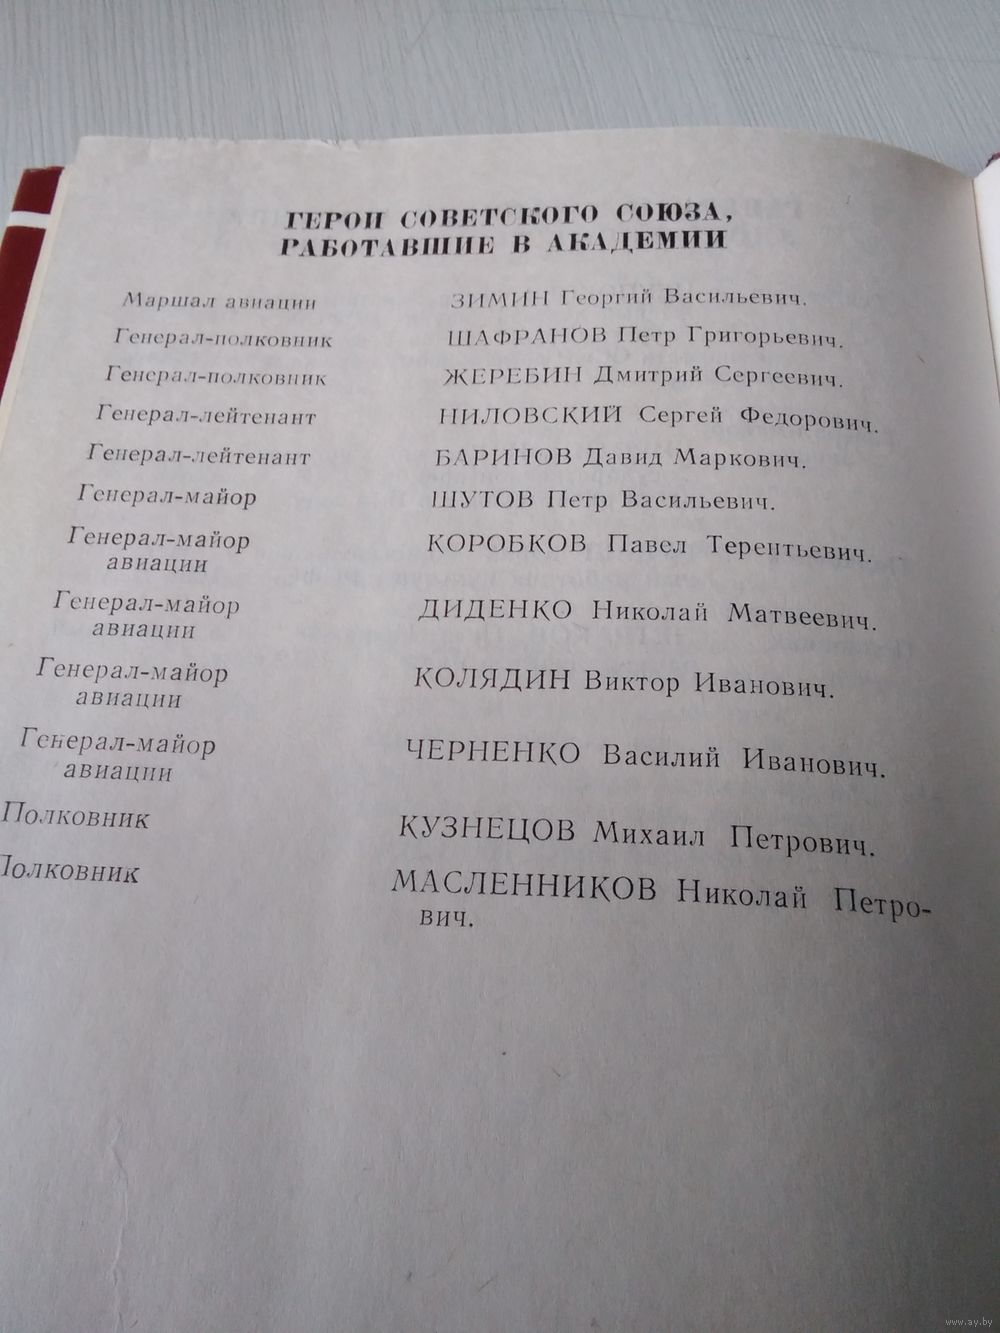 ГЕРОИ СОВЕТСКОГО СОЮЗА,
РАБОТАВШИЕ В АКАДЕМИИ
Маршал авиации ЗИМИН Георгий Васильевич.
Генерал-полковник ШАФРАНОВ Петр Григорьевич.
Генерал-полковник ЖЕРЕБИН Дмитрий Сергеевич.
Генерал-лейтенант НИЛОВСКИЙ Сергей Федорович.
Генерал-лейтенант БАРИНОВ Давид Маркович.
Генерал-майор ШУТОВ Петр Васильевич.
Генерал-майор КОРОБКОВ Павел Терентьевич.
авиации
Генерал-майор ДИДЕНКО Николай Матвеевич.
авиации
Генерал-майор КОЛЯДИН Виктор Иванович.
авиации
Генерал-майор ЧЕРНЕНКО Василий Иванович.
авиации
Полковник КУЗНЕЦОВ Михаил Петрович.
Полковник МАСЛЕННИКОВ Николай Петро-
вич.
www.ay.by